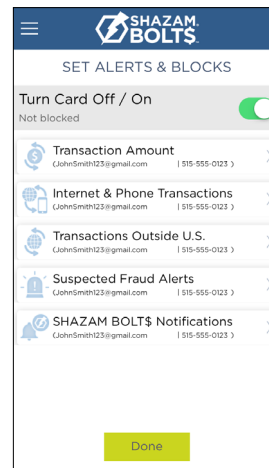 SHAZAM.
BOLT$.
SET ALERTS & BLOCKS
Turn Card Off / On
Not blocked
Transaction Amount
(JohnSmith123@gmail.com | 515-555-0123 )
Internet & Phone Transactions
(JohnSmith123@gmail.com | 515-555-0123 )
Transactions Outside U.S.
(JohnSmith123@gmail.com | 515-555-0123 )
Suspected Fraud Alerts
(JohnSmith123@gmail.com | 515-555-0123 )
SHAZAM BOLT$ Notifications
(JohnSmith123@gmail.com | 515-555-0123 )
Done